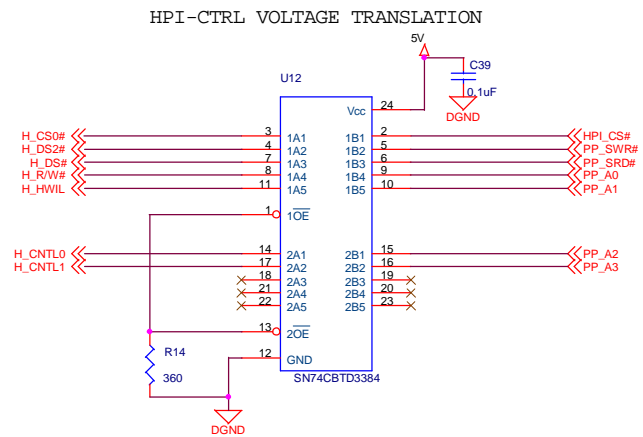 HPI-CTRL VOLTAGE TRANSLATION
5V
U12
C39
0.1uF
DGND
Vcc 24
H_CS0# 3 1A1 1B1 2 HPI_CS#
H_DS2# 4 1A2 1B2 5 PP_SWR#
H_DS# 7 1A3 1B3 6 PP_SRD#
H_R/W# 8 1A4 1B4 9 PP_A0
H_HWIL 11 1A5 1B5 10 PP_A1
1 1OE
H_CNTL0 14 2A1 2B1 15 PP_A2
H_CNTL1 17 2A2 2B2 16 PP_A3
18 2A3 2B3 19
21 2A4 2B4 20
22 2A5 2B5 23
13 2OE
12 GND
R14
360
SN74CBTD3384
DGND